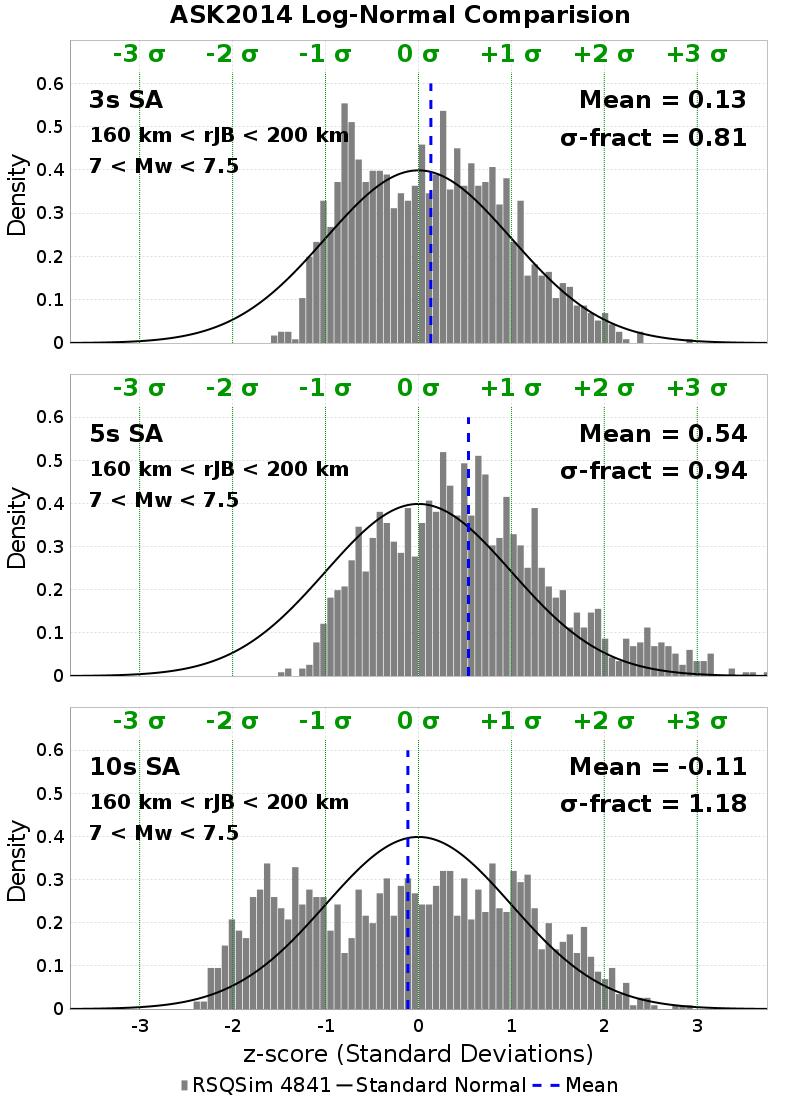 ASK2014 Log-Normal Comparision
-3 σ -2 σ -1 σ 0 σ +1 σ +2 σ +3 σ
3s SA
160 km < rJB < 200 km
7 < Mw < 7.5
Mean = 0.13
σ-fract = 0.81
0.6
0.5
0.4
0.3
0.2
0.1
0
Density
-3 σ -2 σ -1 σ 0 σ +1 σ +2 σ +3 σ
5s SA
160 km < rJB < 200 km
7 < Mw < 7.5
Mean = 0.54
σ-fract = 0.94
0.6
0.5
0.4
0.3
0.2
0.1
0
Density
-3 σ -2 σ -1 σ 0 σ +1 σ +2 σ +3 σ
10s SA
160 km < rJB < 200 km
7 < Mw < 7.5
Mean = -0.11
σ-fract = 1.18
0.6
0.5
0.4
0.3
0.2
0.1
0
Density
-3 -2 -1 0 1 2 3
z-score (Standard Deviations)
RSQSim 4841 Standard Normal Mean